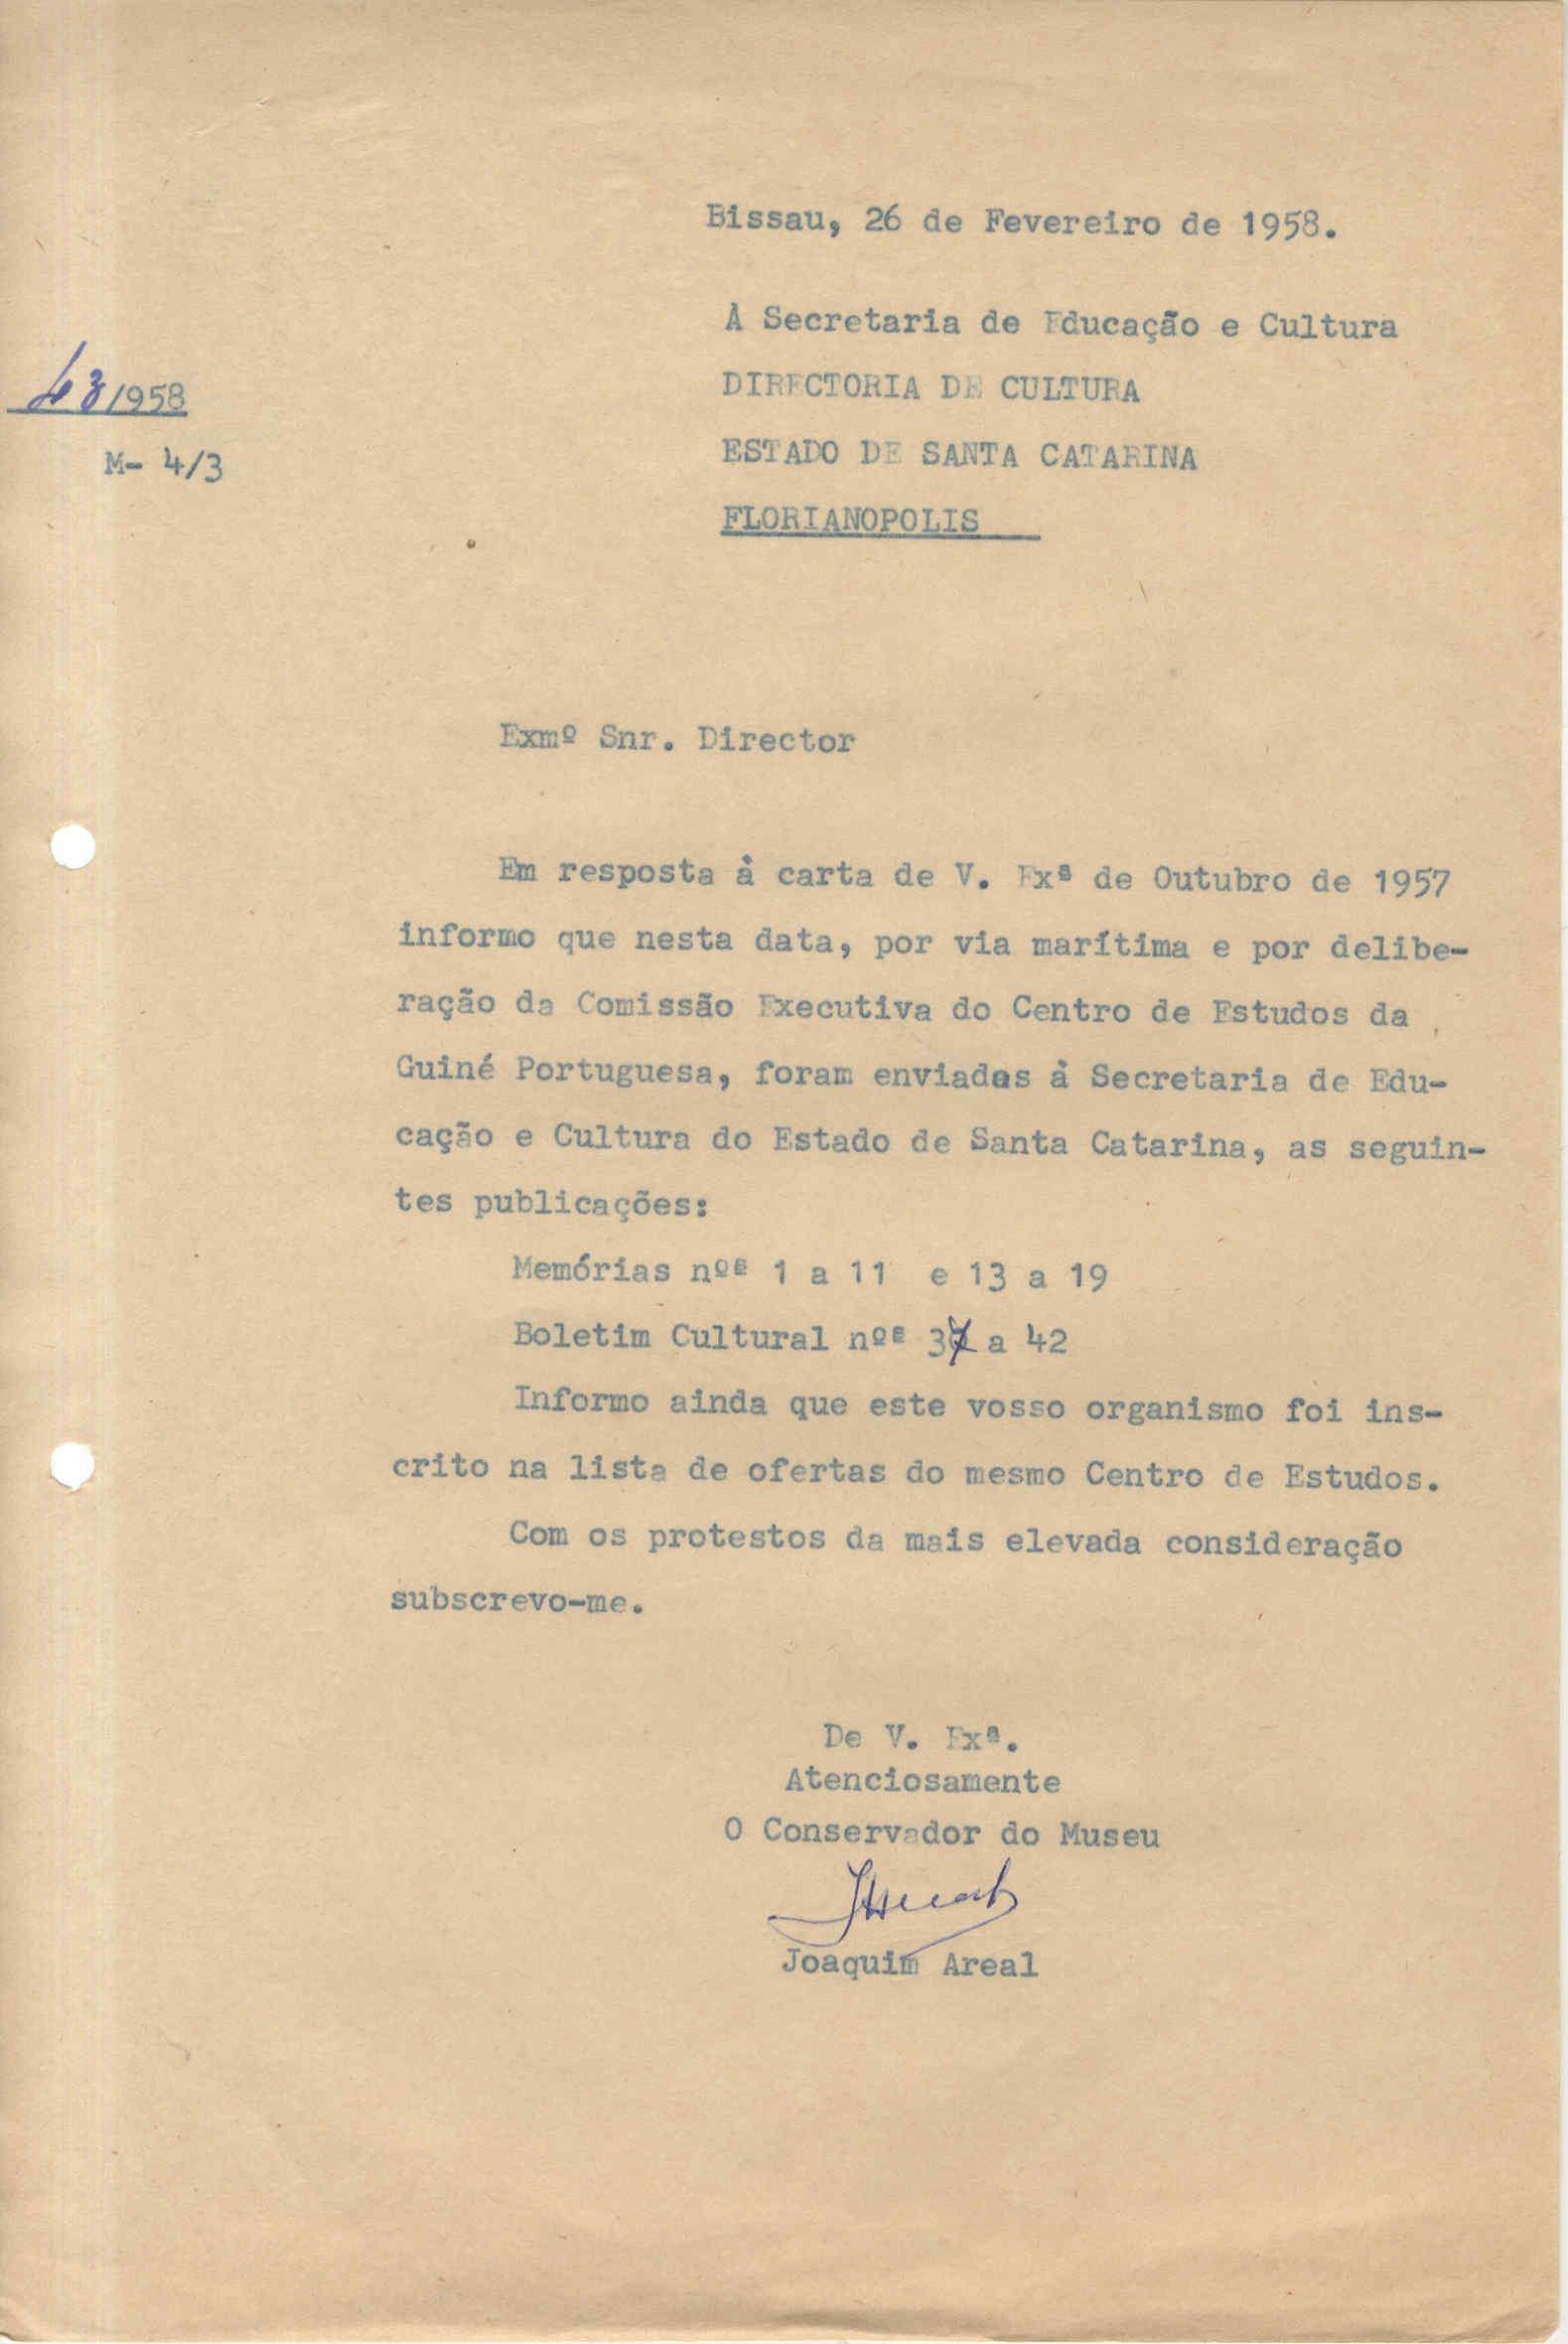 Bissau, 26 de Fevereiro de 1958.
À Secretaria de Educação e Cultura
43/1958
DIRECTORIA DE CULTURA
M- 4/3
ESTADO DE SANTA CATARINA
FLORIANOPOLIS
Exmº Snr. Director
Em resposta à carta de V. Exª de Outubro de 1957
informo que nesta data, por via marítima e por delibe-
ração da Comissão Executiva do Centro de Estudos da
Guiné Portuguesa, foram enviadas à Secretaria de Edu-
cação e Cultura do Estado de Santa Catarina, as seguin-
tes publicações:
Memórias nºs 1 a 11 e 13 a 19
Boletim Cultural nºs 37 a 42
Informo ainda que este vosso organismo foi ins-
crito na lista de ofertas do mesmo Centro de Estudos.
Com os protestos da mais elevada consideração
subscrevo-me.
De V. Exª.
Atenciosamente
O Conservador do Museu
Joaquim Areal